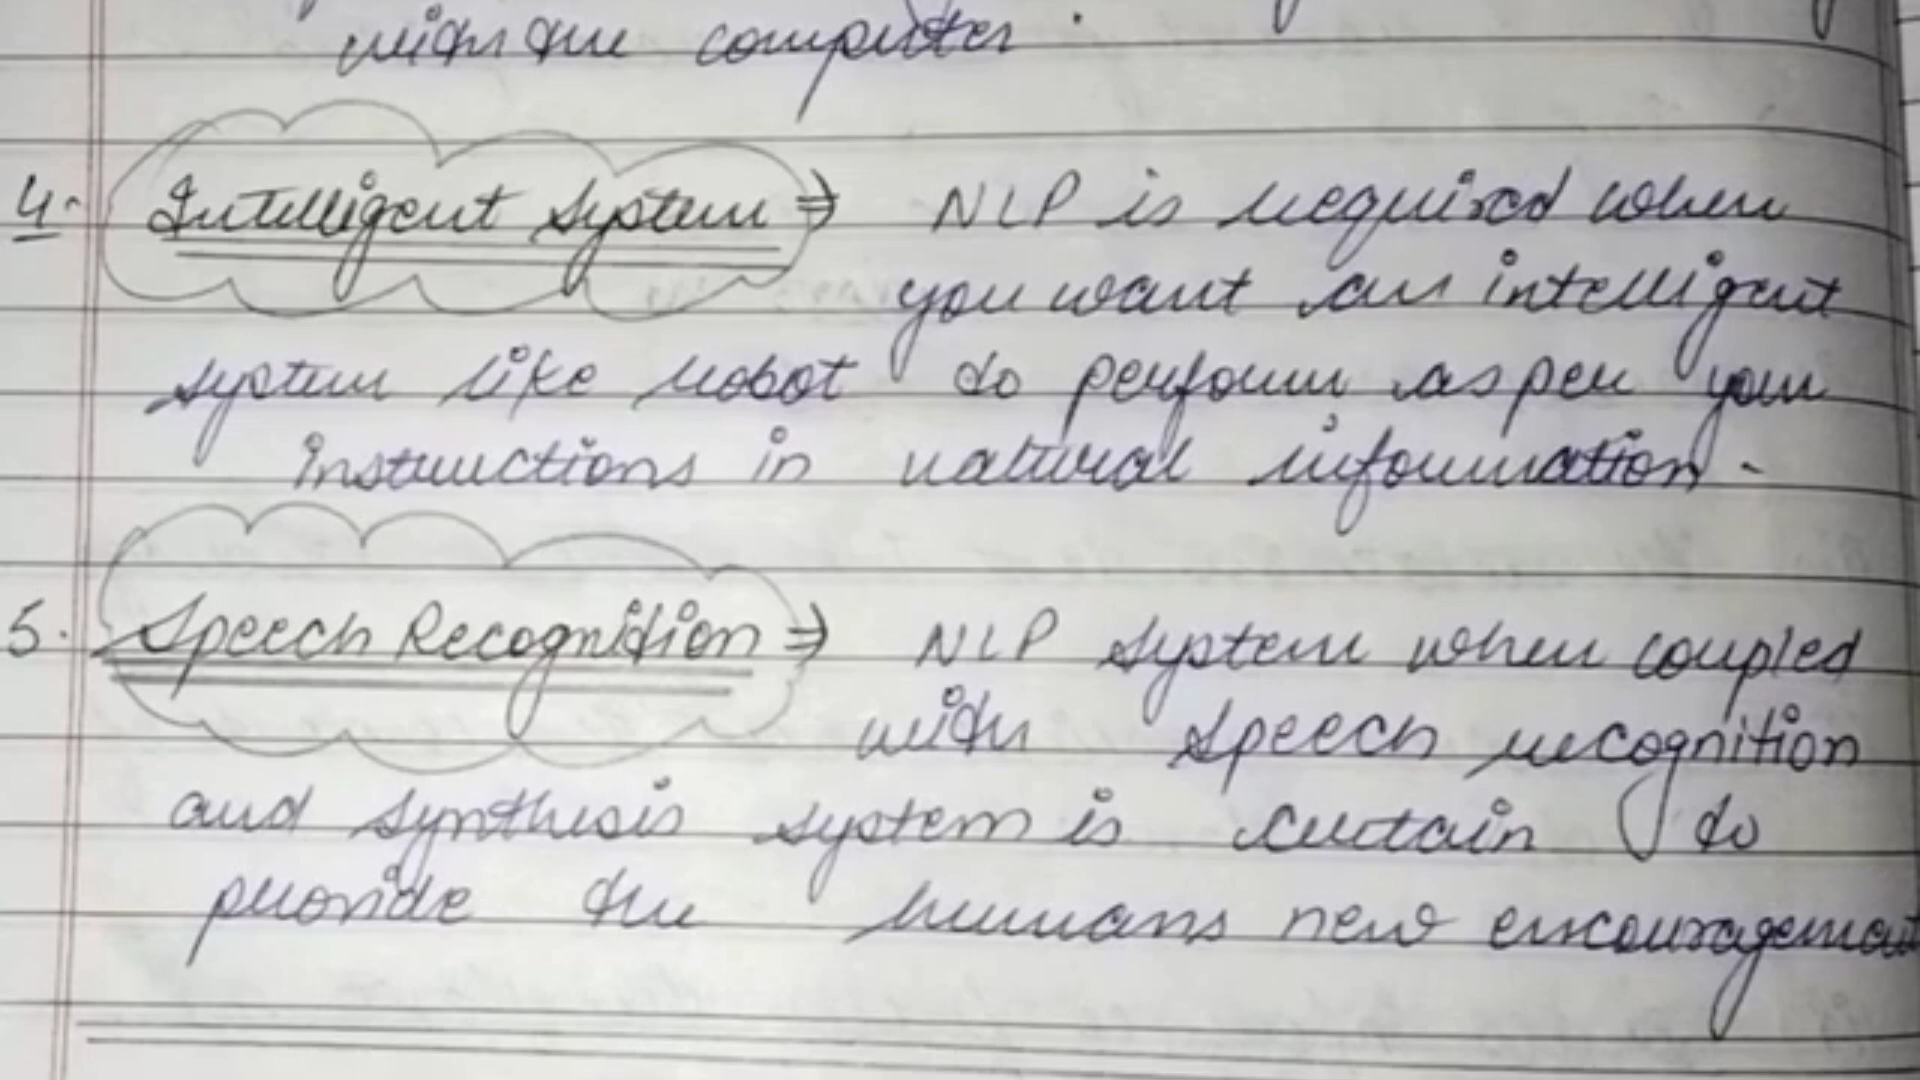 with the computer.
4. Intelligent System ⇒ NLP is required when
you want an intelligent
system like robot to perform as per your
instructions in natural information.
5. Speech Recognition ⇒ NLP system when coupled
with speech recognition
and synthesis system is certain to
provide the humans new encouragement